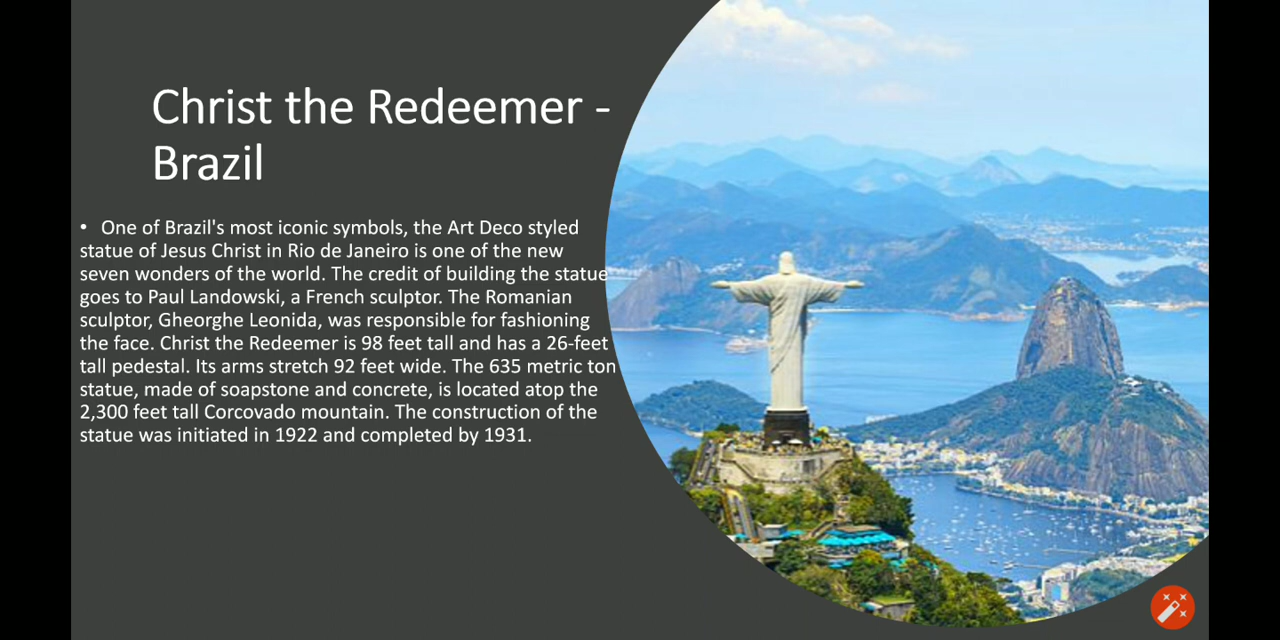 Christ the Redeemer -
Brazil
• One of Brazil's most iconic symbols, the Art Deco styled
statue of Jesus Christ in Rio de Janeiro is one of the new
seven wonders of the world. The credit of building the statue
goes to Paul Landowski, a French sculptor. The Romanian
sculptor, Gheorghe Leonida, was responsible for fashioning
the face. Christ the Redeemer is 98 feet tall and has a 26-feet
tall pedestal. Its arms stretch 92 feet wide. The 635 metric ton
statue, made of soapstone and concrete, is located atop the
2,300 feet tall Corcovado mountain. The construction of the
statue was initiated in 1922 and completed by 1931.